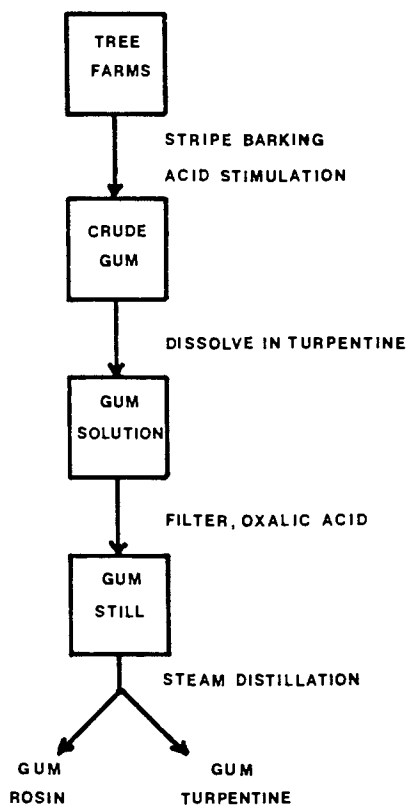 TREE
FARMS
STRIPE BARKING
ACID STIMULATION
CRUDE
GUM
DISSOLVE IN TURPENTINE
GUM
SOLUTION
FILTER, OXALIC ACID
GUM
STILL
STEAM DISTILLATION
GUM
ROSIN
GUM
TURPENTINE